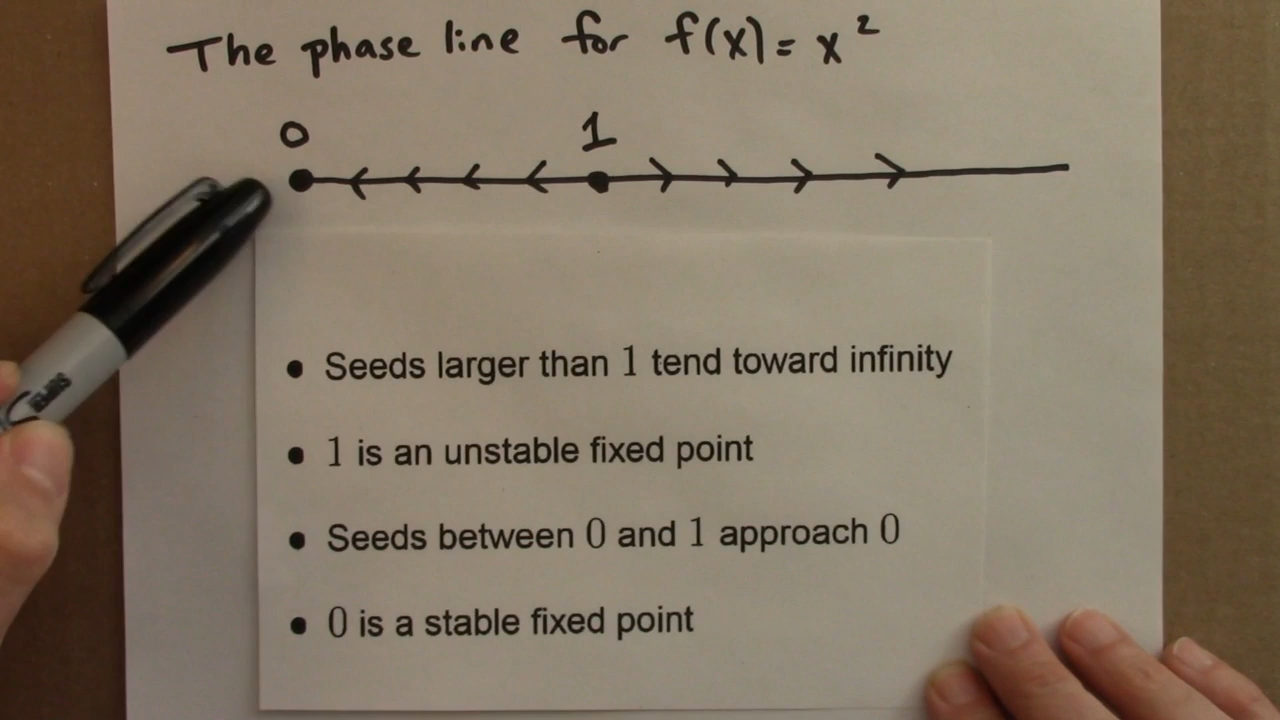 The phase line for f(x) = x²
0 1
• Seeds larger than 1 tend toward infinity
• 1 is an unstable fixed point
• Seeds between 0 and 1 approach 0
• 0 is a stable fixed point